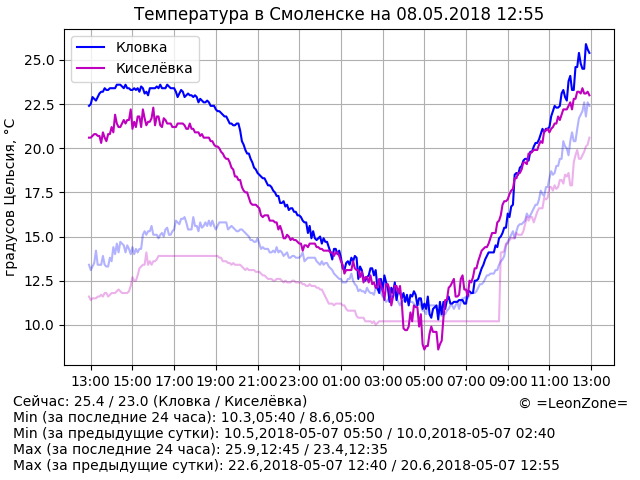 Температура в Смоленске на 08.05.2018 12:55
Кловка
Киселёвка
градусов Цельсия, °C
25.0
22.5
20.0
17.5
15.0
12.5
10.0
13:00 15:00 17:00 19:00 21:00 23:00 01:00 03:00 05:00 07:00 09:00 11:00 13:00
Сейчас: 25.4 / 23.0 (Кловка / Киселёвка)
© =LeonZone=
Min (за последние 24 часа): 10.3,05:40 / 8.6,05:00
Min (за предыдущие сутки): 10.5,2018-05-07 05:50 / 10.0,2018-05-07 02:40
Max (за последние 24 часа): 25.9,12:45 / 23.4,12:35
Max (за предыдущие сутки): 22.6,2018-05-07 12:40 / 20.6,2018-05-07 12:55